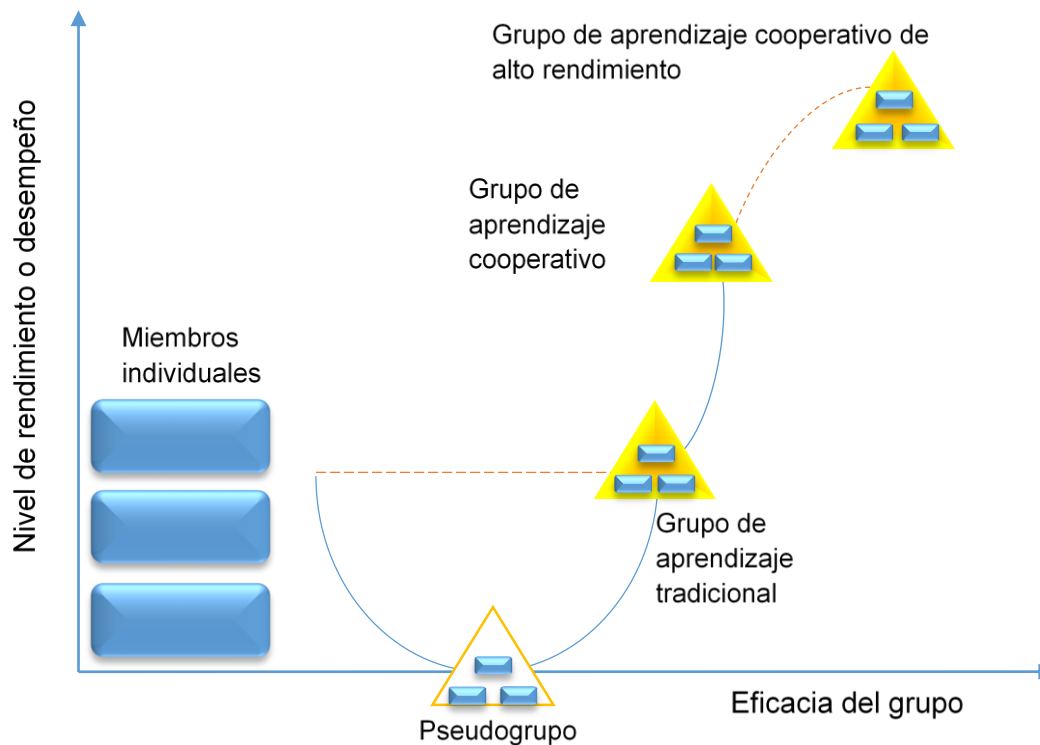 Grupo de aprendizaje cooperativo de
alto rendimiento
Grupo de
aprendizaje
cooperativo
Miembros
individuales
Nivel de rendimiento o desempeño
Grupo de
aprendizaje
tradicional
Eficacia del grupo
Pseudogrupo